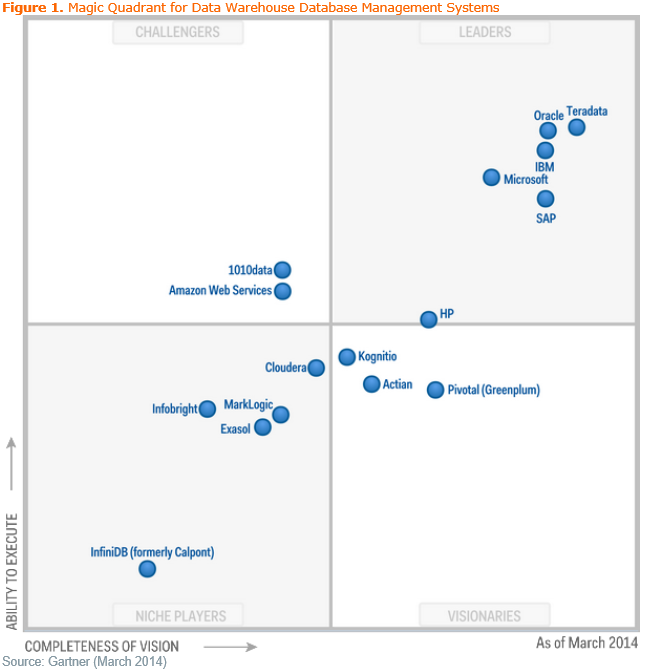 Figure 1. Magic Quadrant for Data Warehouse Database Management Systems
CHALLENGERS
LEADERS
Oracle
Teradata
IBM
Microsoft
SAP
1010data
Amazon Web Services
HP
Kognitio
Cloudera
Actian
Pivotal (Greenplum)
Infobright
MarkLogic
Exasol
InfiniDB (formerly Calpont)
ABILITY TO EXECUTE
NICHE PLAYERS
VISIONARIES
COMPLETENESS OF VISION
As of March 2014
Source: Gartner (March 2014)